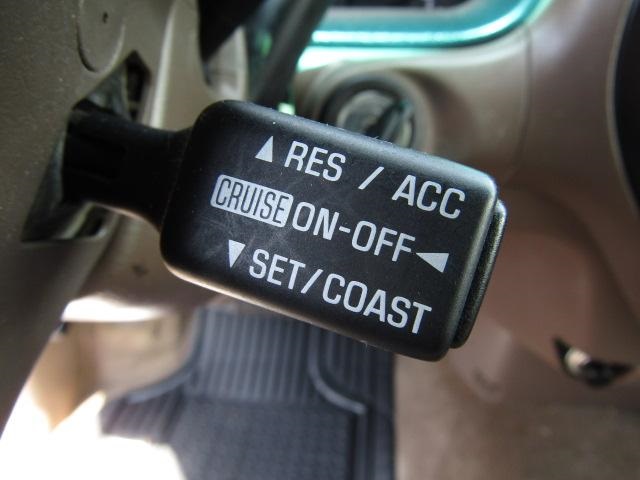 ▲ RES / ACC
CRUISE ON-OFF ◀
▼ SET/COAST